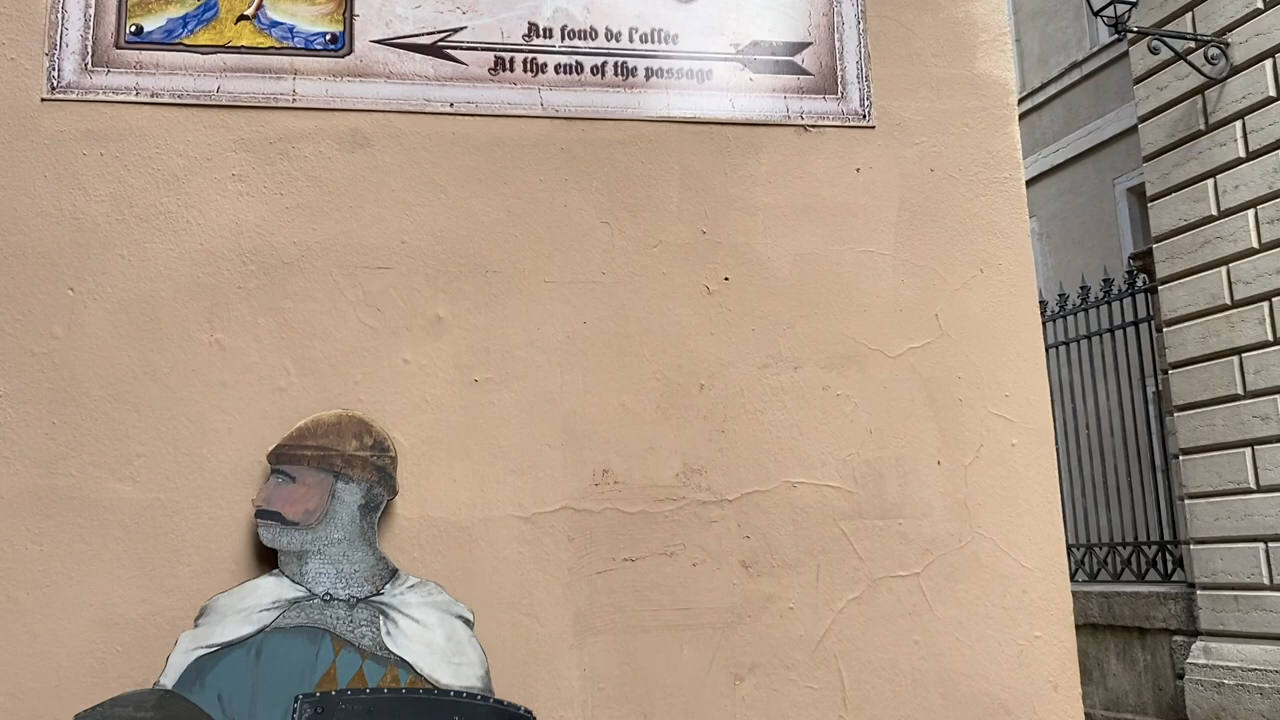 Au fond de l'allée
At the end of the passage